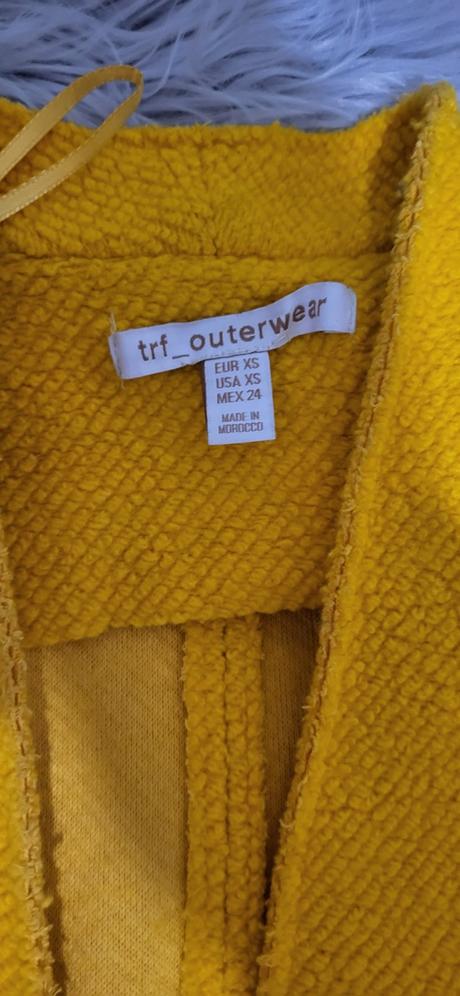 trf_outerwear
EUR XS
USA XS
MEX 24
MADE IN
MOROCCO